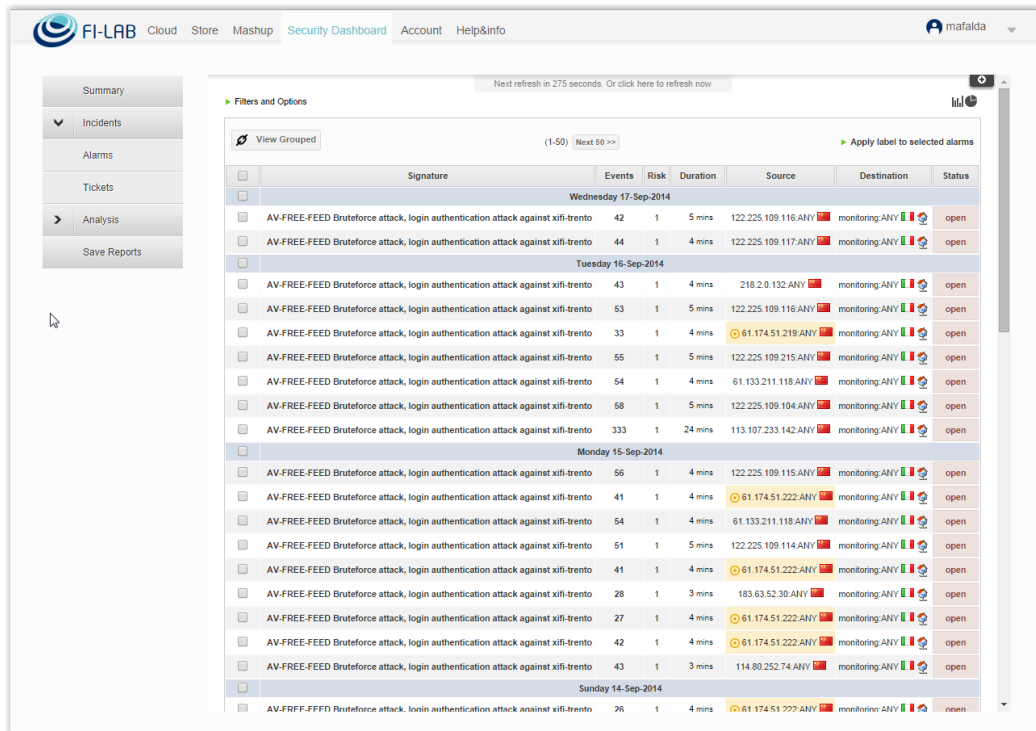 FI-LAB Cloud Store Mashup Security Dashboard Account Help&info mafalda
Summary
Incidents
Alarms
Tickets
Analysis
Save Reports
Next refresh in 275 seconds. Or click here to refresh now
Filters and Options
View Grouped (1-50) Next 50 >> Apply label to selected alarms
Signature Events Risk Duration Source Destination Status
Wednesday 17-Sep-2014
AV-FREE-FEED Bruteforce attack, login authentication attack against xifi-trento 42 1 5 mins 122.225.109.116:ANY monitoring:ANY open
AV-FREE-FEED Bruteforce attack, login authentication attack against xifi-trento 44 1 4 mins 122.225.109.117:ANY monitoring:ANY open
Tuesday 16-Sep-2014
AV-FREE-FEED Bruteforce attack, login authentication attack against xifi-trento 43 1 4 mins 218.2.0.132:ANY monitoring:ANY open
AV-FREE-FEED Bruteforce attack, login authentication attack against xifi-trento 53 1 5 mins 122.225.109.116:ANY monitoring:ANY open
AV-FREE-FEED Bruteforce attack, login authentication attack against xifi-trento 33 1 4 mins 61.174.51.219:ANY monitoring:ANY open
AV-FREE-FEED Bruteforce attack, login authentication attack against xifi-trento 55 1 5 mins 122.225.109.215:ANY monitoring:ANY open
AV-FREE-FEED Bruteforce attack, login authentication attack against xifi-trento 54 1 4 mins 61.133.211.118:ANY monitoring:ANY open
AV-FREE-FEED Bruteforce attack, login authentication attack against xifi-trento 58 1 5 mins 122.225.109.104:ANY monitoring:ANY open
AV-FREE-FEED Bruteforce attack, login authentication attack against xifi-trento 333 1 24 mins 113.107.233.142:ANY monitoring:ANY open
Monday 15-Sep-2014
AV-FREE-FEED Bruteforce attack, login authentication attack against xifi-trento 56 1 4 mins 122.225.109.115:ANY monitoring:ANY open
AV-FREE-FEED Bruteforce attack, login authentication attack against xifi-trento 41 1 4 mins 61.174.51.222:ANY monitoring:ANY open
AV-FREE-FEED Bruteforce attack, login authentication attack against xifi-trento 54 1 4 mins 61.133.211.118:ANY monitoring:ANY open
AV-FREE-FEED Bruteforce attack, login authentication attack against xifi-trento 51 1 5 mins 122.225.109.114:ANY monitoring:ANY open
AV-FREE-FEED Bruteforce attack, login authentication attack against xifi-trento 41 1 4 mins 61.174.51.222:ANY monitoring:ANY open
AV-FREE-FEED Bruteforce attack, login authentication attack against xifi-trento 28 1 3 mins 183.63.52.30:ANY monitoring:ANY open
AV-FREE-FEED Bruteforce attack, login authentication attack against xifi-trento 27 1 4 mins 61.174.51.222:ANY monitoring:ANY open
AV-FREE-FEED Bruteforce attack, login authentication attack against xifi-trento 42 1 4 mins 61.174.51.222:ANY monitoring:ANY open
AV-FREE-FEED Bruteforce attack, login authentication attack against xifi-trento 43 1 3 mins 114.80.252.74:ANY monitoring:ANY open
Sunday 14-Sep-2014
AV-FREE-FEED Bruteforce attack, login authentication attack against xifi-trento 26 1 4 mins 61.174.51.222:ANY monitoring:ANY open